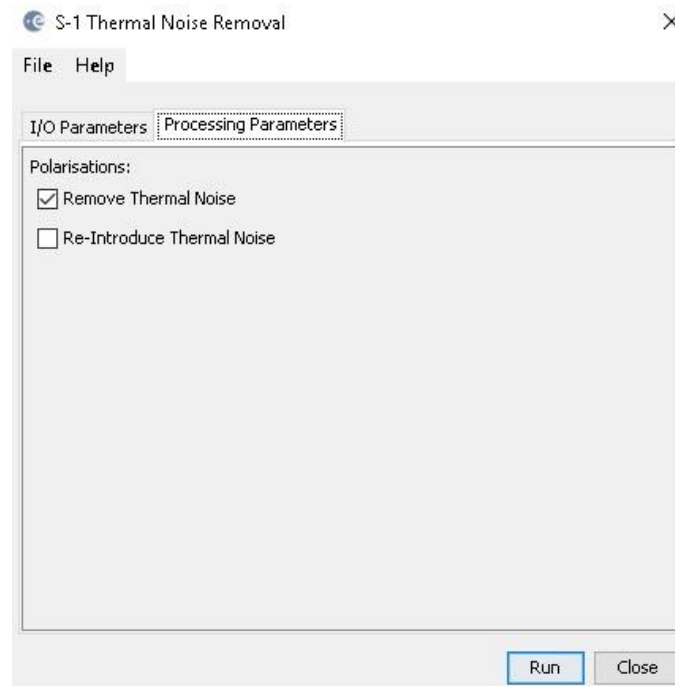 S-1 Thermal Noise Removal
File Help
I/O Parameters Processing Parameters
Polarisations:
Remove Thermal Noise
Re-Introduce Thermal Noise
Run Close